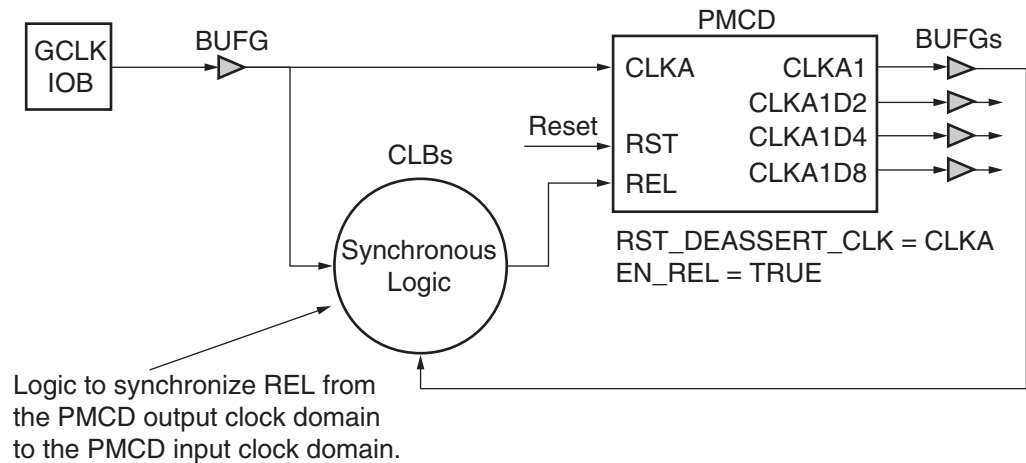 PMCD
GCLK
IOB
BUFG
BUFGs
CLKA
CLKA1
CLKA1D2
CLKA1D4
CLKA1D8
Reset
RST
REL
CLBs
Synchronous
Logic
RST_DEASSERT_CLK = CLKA
EN_REL = TRUE
Logic to synchronize REL from
the PMCD output clock domain
to the PMCD input clock domain.